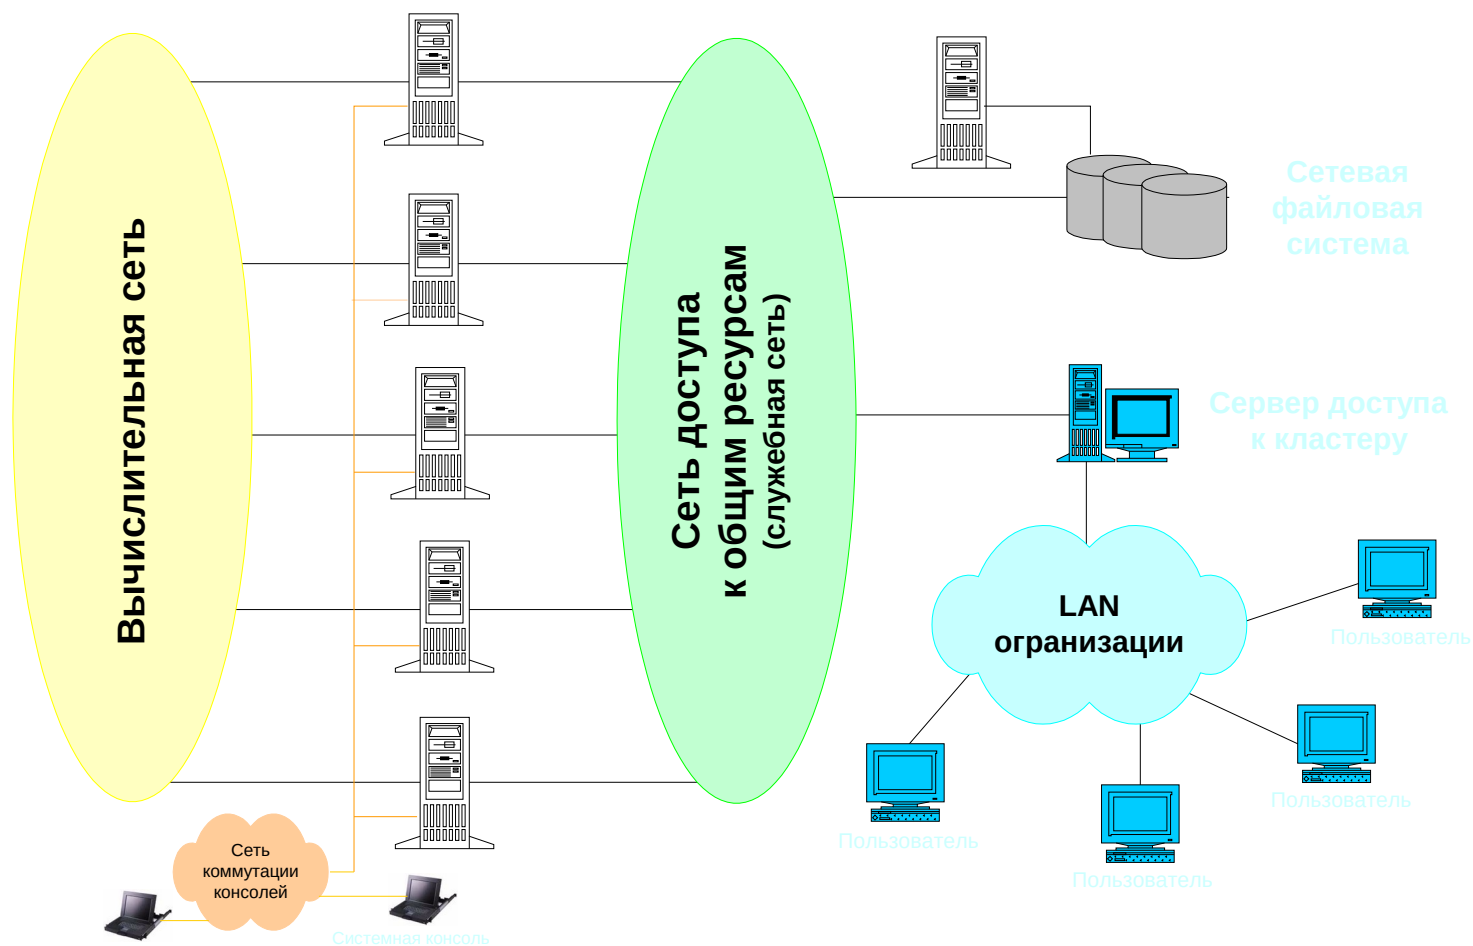 Вычислительная сеть
Сеть доступа
к общим ресурсам
(служебная сеть)
Сетевая
файловая
система
Сервер доступа
к кластеру
LAN
огранизации
Пользователь
Пользователь
Пользователь
Пользователь
Сеть
коммутации
консолей
Системная консоль